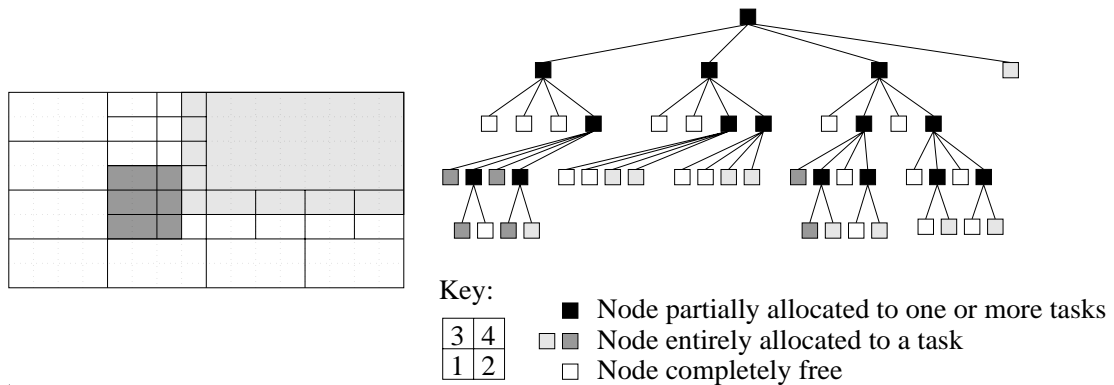 Key:
3 4
1 2
Node partially allocated to one or more tasks
Node entirely allocated to a task
Node completely free